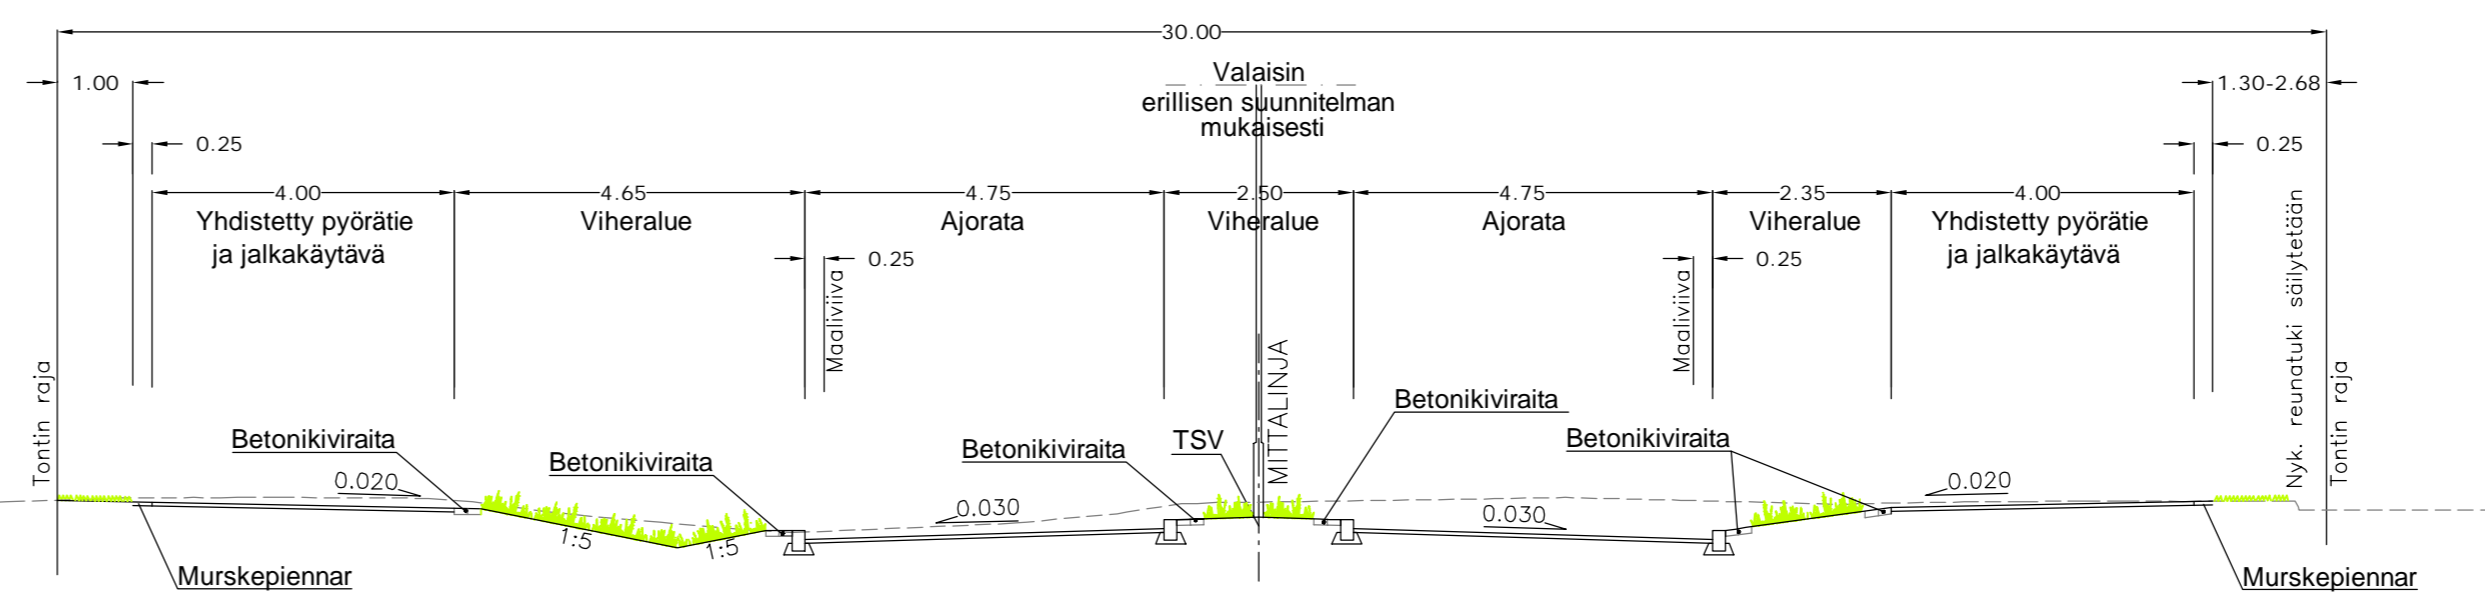 30.00
1.00
Valaisin
1.30-2.68
erillisen suunnitelman
mukaisesti
0.25
0.25
4.00
4.65
4.75
2.50
4.75
2.35
4.00
Yhdistetty pyörätie
ja jalkakäytävä
Viheralue
Ajorata
Viheralue
Ajorata
Viheralue
Yhdistetty pyörätie
ja jalkakäytävä
0.25
0.25
Maaliviiva
Maaliviiva
Tontin raja
MITTALINJA
Nyk. reunatuki säilytetään
Tontin raja
Betonikiviraita
Betonikiviraita
Betonikiviraita
TSV
Betonikiviraita
Betonikiviraita
0.020
0.030
0.030
0.020
1:5
1:5
Murskepiennar
Murskepiennar